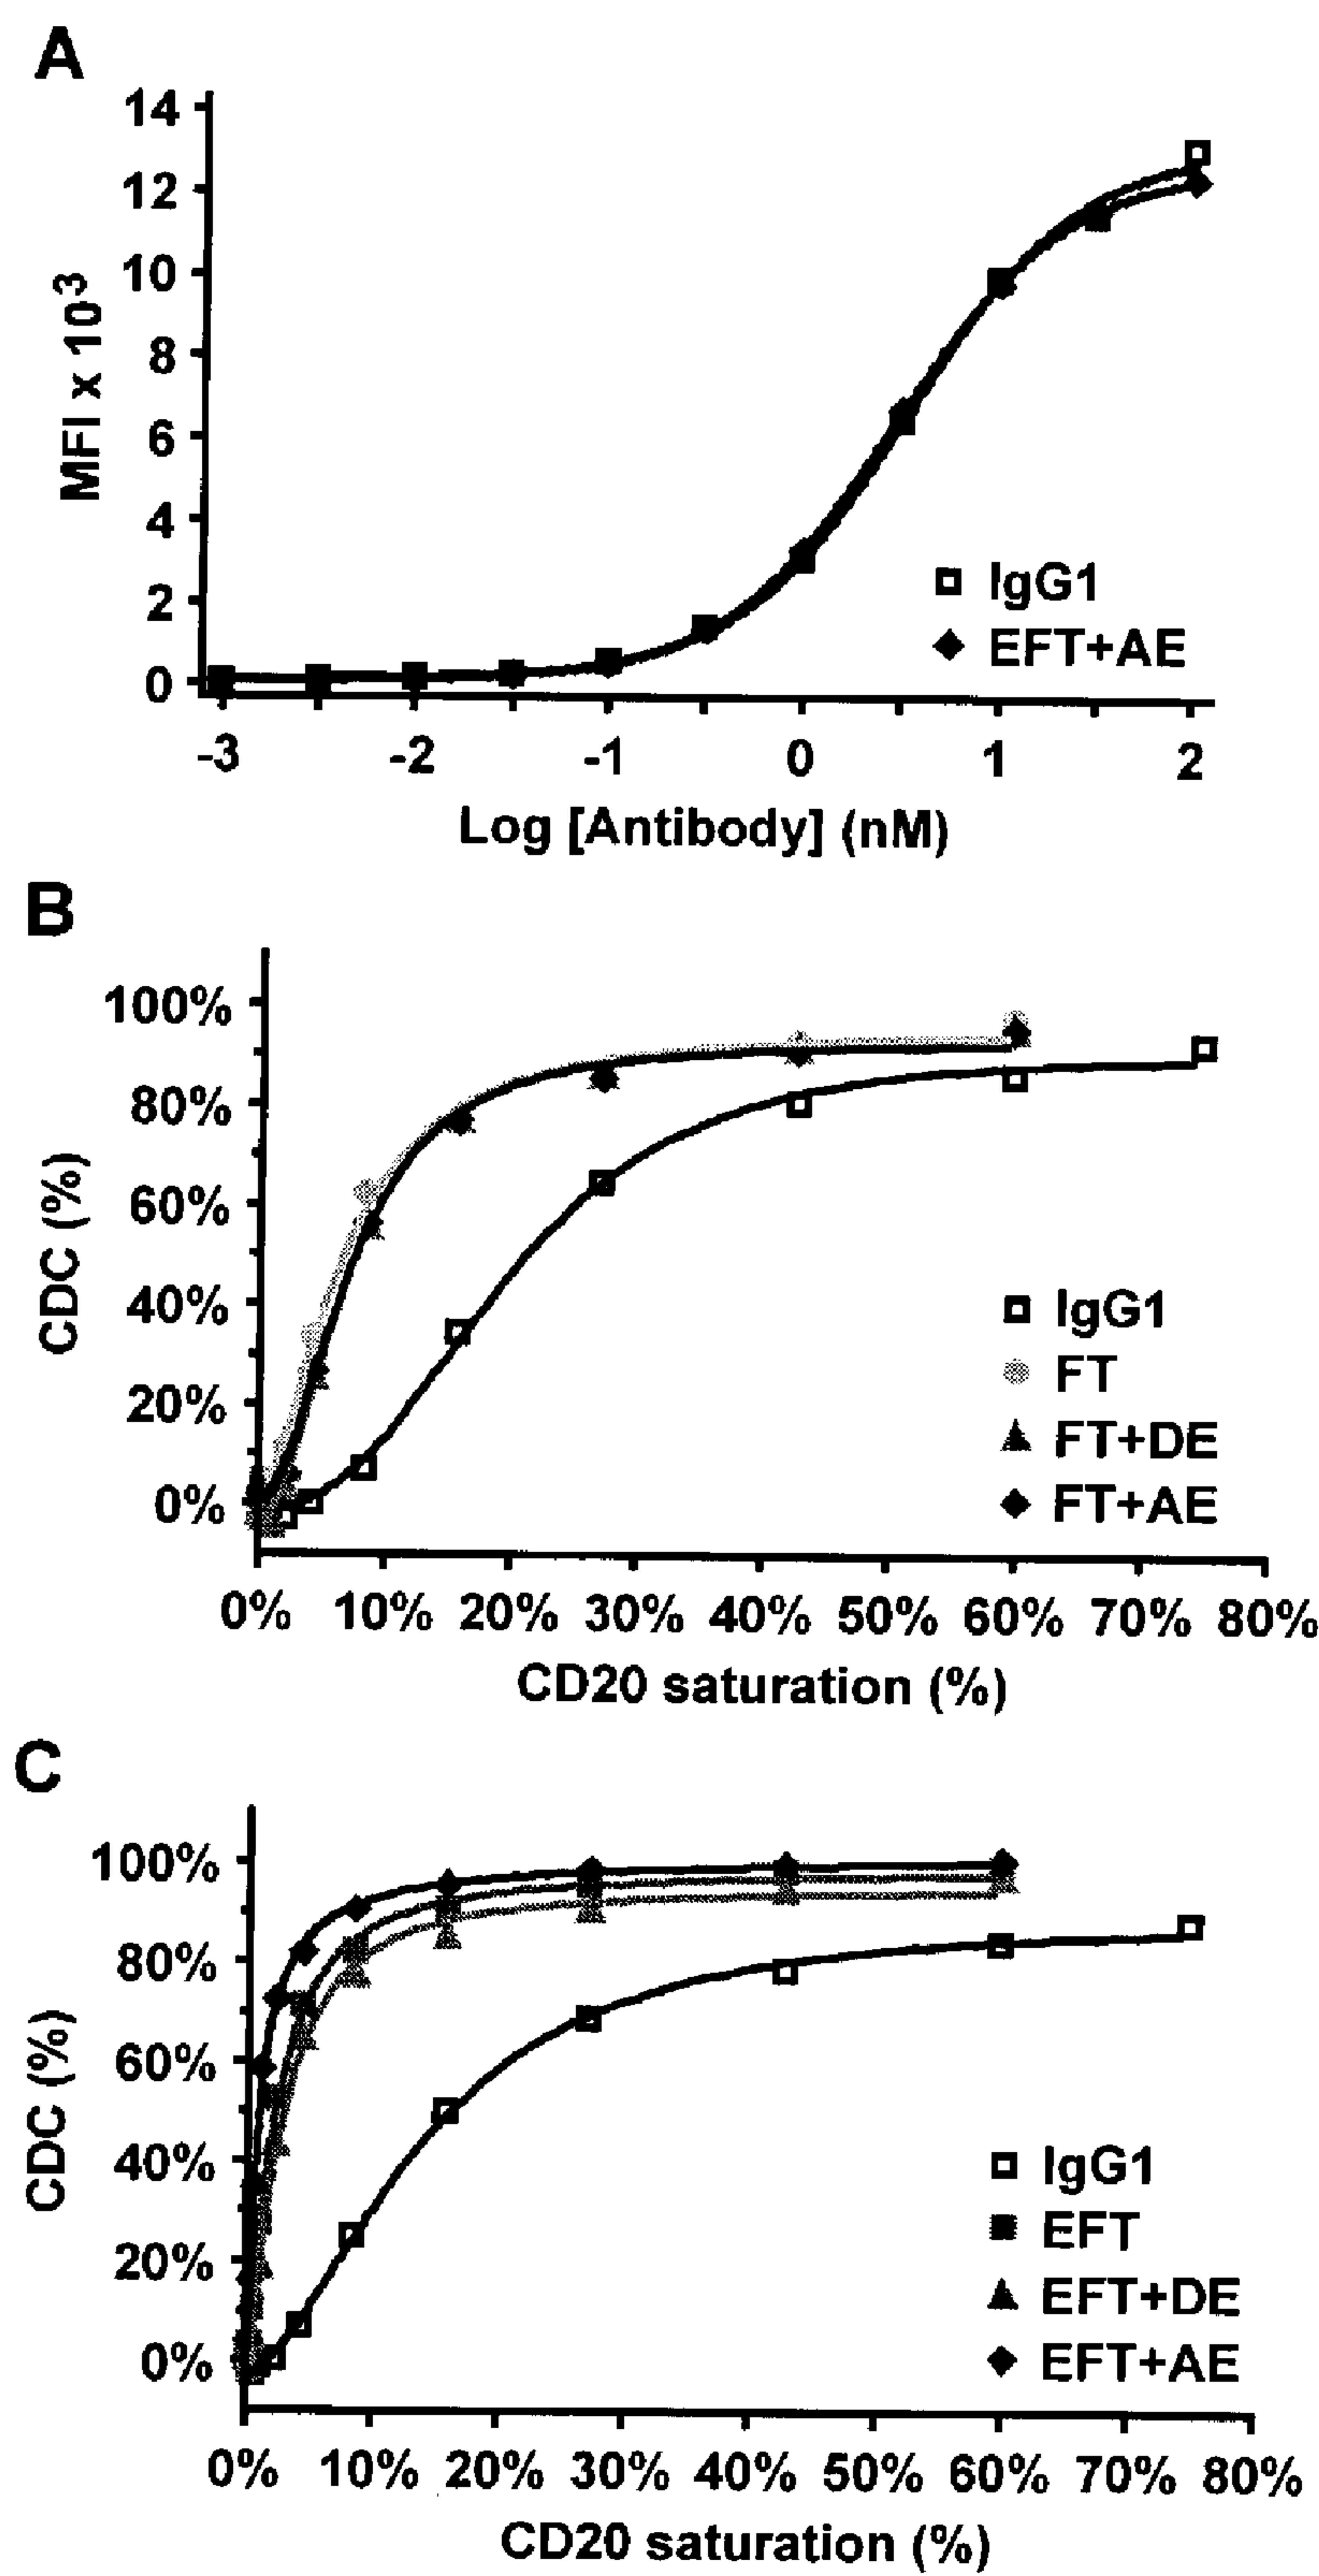 A
14
12
10
8
6
4
2
0
MFI x 10³
IgG1
EFT+AE
-3 -2 -1 0 1 2
Log [Antibody] (nM)
B
100%
80%
60%
40%
20%
0%
CDC (%)
IgG1
FT
FT+DE
FT+AE
0% 10% 20% 30% 40% 50% 60% 70% 80%
CD20 saturation (%)
C
100%
80%
60%
40%
20%
0%
CDC (%)
IgG1
EFT
EFT+DE
EFT+AE
0% 10% 20% 30% 40% 50% 60% 70% 80%
CD20 saturation (%)